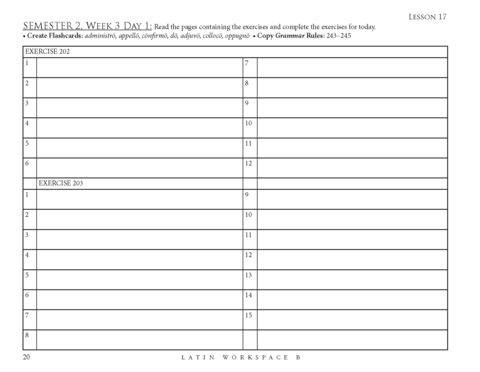 LESSON 17
SEMESTER 2, WEEK 3 DAY 1: Read the pages containing the exercises and complete the exercises for today.
• Create Flashcards: administrō, appellō, cōnfirmō, dō, adjuvō, collocō, oppugnō • Copy Grammar Rules: 243–245
EXERCISE 202
1 7
2 8
3 9
4 10
5 11
6 12
EXERCISE 203
1 9
2 10
3 11
4 12
5 13
6 14
7 15
8
20 LATIN WORKSPACE B